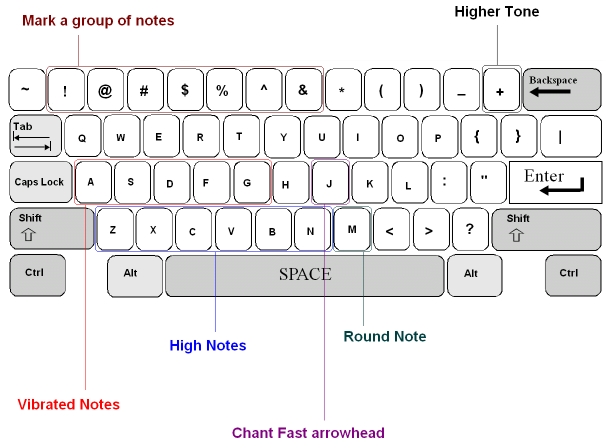 Mark a group of notes
Higher Tone
~ ! @ # $ % ^ & * ( ) _ + Backspace
Tab Q W E R T Y U I O P { } |
Caps Lock A S D F G H J K L : " Enter
Shift Z X C V B N M < > ? Shift
Ctrl Alt SPACE Alt Ctrl
Round Note
High Notes
Vibrated Notes
Chant Fast arrowhead